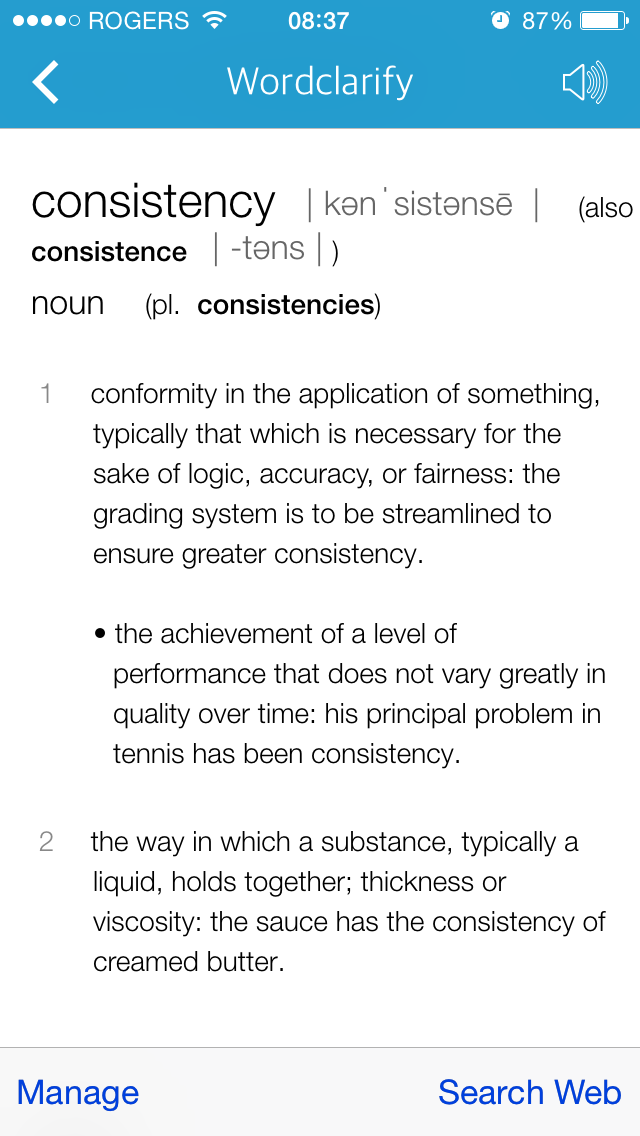 ROGERS 08:37 87%
Wordclarify
consistency |kənˈsistənsē| (also
consistence |-təns|)
noun (pl. consistencies)
1 conformity in the application of something,
typically that which is necessary for the
sake of logic, accuracy, or fairness: the
grading system is to be streamlined to
ensure greater consistency.
• the achievement of a level of
performance that does not vary greatly in
quality over time: his principal problem in
tennis has been consistency.
2 the way in which a substance, typically a
liquid, holds together; thickness or
viscosity: the sauce has the consistency of
creamed butter.
Manage Search Web